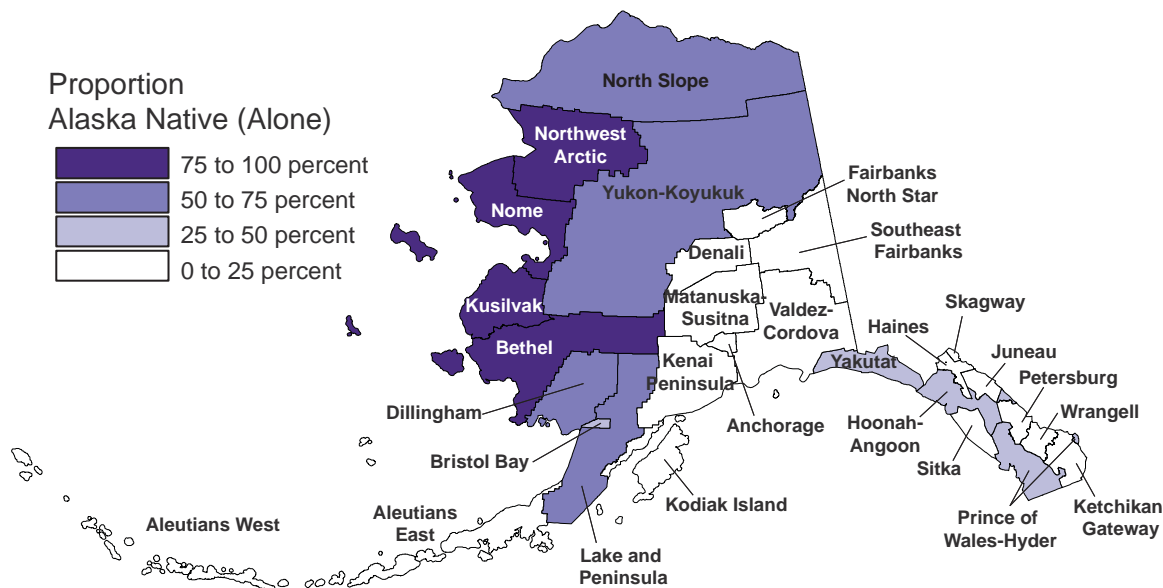 Proportion
Alaska Native (Alone)
75 to 100 percent
50 to 75 percent
25 to 50 percent
0 to 25 percent
North Slope
Northwest
Arctic
Yukon-Koyukuk
Fairbanks
North Star
Nome
Southeast
Fairbanks
Denali
Kusilvak
Matanuska-
Susitna
Valdez-
Cordova
Skagway
Haines
Bethel
Juneau
Kenai
Peninsula
Yakutat
Petersburg
Dillingham
Wrangell
Anchorage
Hoonah-
Angoon
Bristol Bay
Sitka
Kodiak Island
Ketchikan
Gateway
Aleutians West
Aleutians
East
Prince of
Wales-Hyder
Lake and
Peninsula